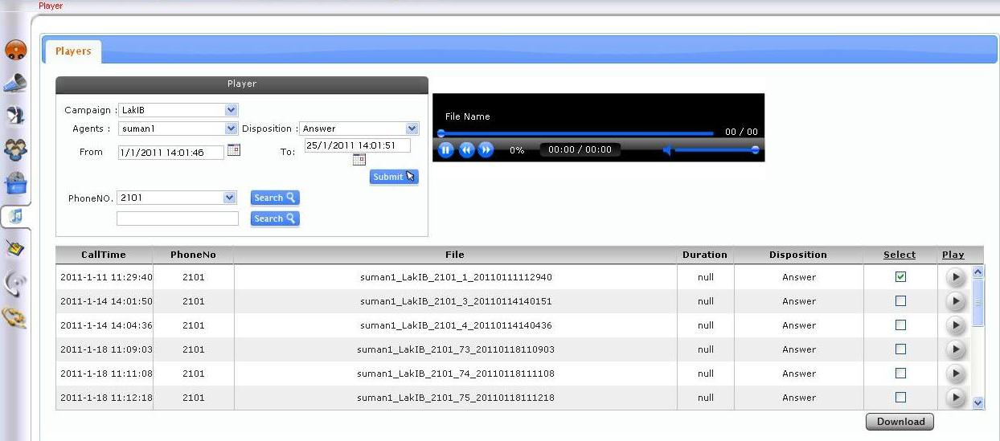 Player
Players
Player
Campaign : LakIB
Agents : suman1 Disposition : Answer
From 1/1/2011 14:01:46 To: 25/1/2011 14:01:51
Submit
PhoneNO. 2101 Search
Search
File Name
00 / 00
0% 00:00 / 00:00
CallTime PhoneNo File Duration Disposition Select Play
2011-1-11 11:29:40 2101 suman1_LakIB_2101_1_20110111112940 null Answer
2011-1-14 14:01:50 2101 suman1_LakIB_2101_3_20110114140151 null Answer
2011-1-14 14:04:36 2101 suman1_LakIB_2101_4_20110114140436 null Answer
2011-1-18 11:09:03 2101 suman1_LakIB_2101_73_20110118110903 null Answer
2011-1-18 11:11:08 2101 suman1_LakIB_2101_74_20110118111108 null Answer
2011-1-18 11:12:18 2101 suman1_LakIB_2101_75_20110118111218 null Answer
Download